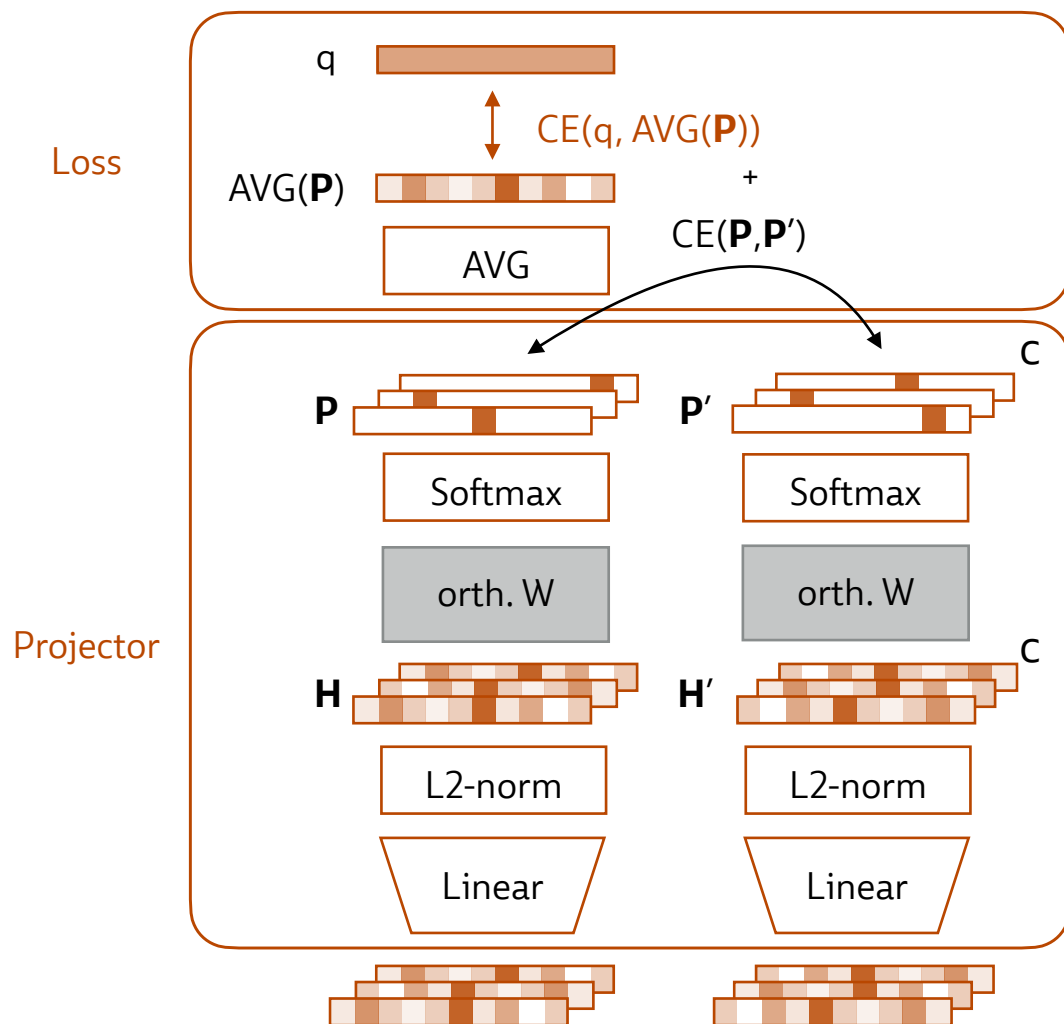 q
CE(q, AVG(P))
Loss
AVG(P)
+
CE(P,P′)
AVG
c
P
P′
Softmax
Softmax
orth. W
orth. W
Projector
c
H
H′
L2-norm
L2-norm
Linear
Linear